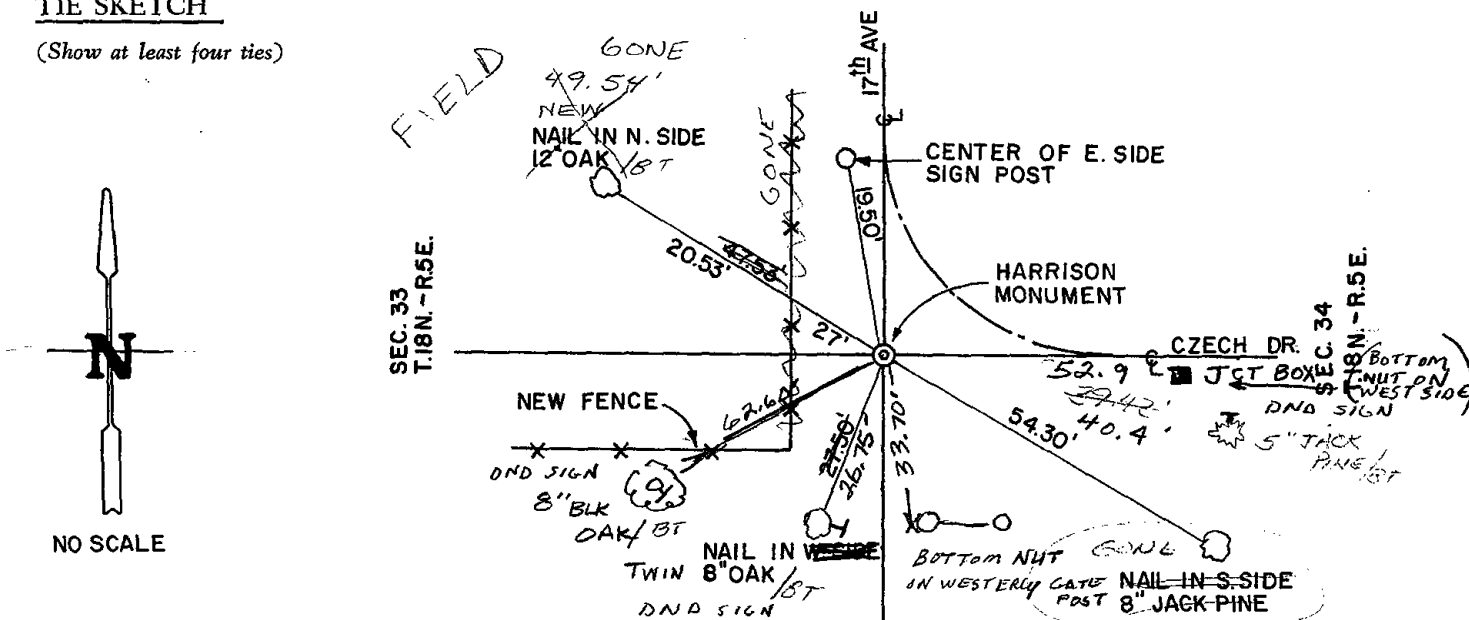 TIE SKETCH
(Show at least four ties)
N
NO SCALE
FIELD
GONE
49.54'
NEW
NAIL IN N. SIDE
12" OAK /BT
GONE
17th AVE
CENTER OF E. SIDE
SIGN POST
19.50'
20.53'
47.53'
27'
HARRISON
MONUMENT
SEC. 33
T.18N.-R.5E.
SEC. 34
T.18N.-R.5E.
CZECH DR.
52.9
JCT BOX
(BOTTOM
NUT ON
WEST SIDE)
DND SIGN
39.42'
40.4'
5" JACK
PINE/BT
NEW FENCE
62.6
27.50'
26.75'
33.70'
54.30'
DND SIGN
8" BLK
OAK/BT
NAIL IN W. SIDE
TWIN 8" OAK /BT
DND SIGN
BOTTOM NUT
ON WESTERLY GATE
POST
GONE
NAIL IN S. SIDE
8" JACK PINE